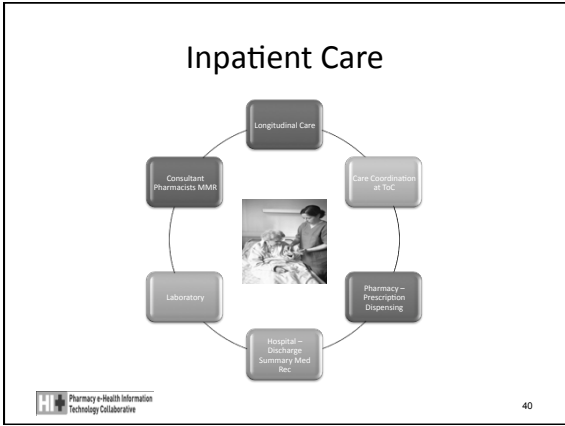 Inpatient Care
Longitudinal Care
Care Coordination
at ToC
Pharmacy –
Prescription
Dispensing
Hospital –
Discharge
Summary Med
Rec
Laboratory
Consultant
Pharmacists MMR
HIT Pharmacy e-Health Information
Technology Collaborative
40